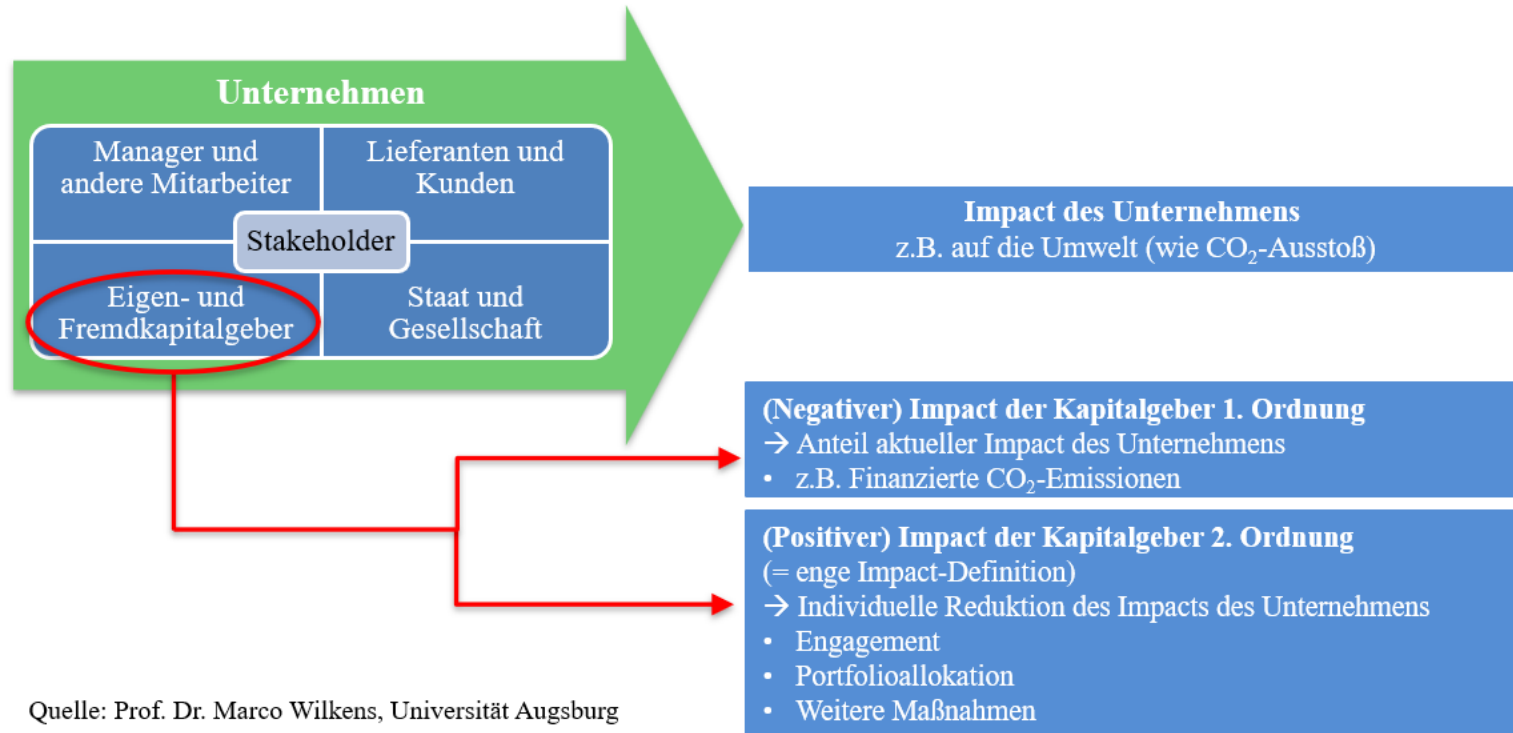 Unternehmen
Manager und
andere Mitarbeiter
Lieferanten und
Kunden
Stakeholder
Eigen- und
Fremdkapitalgeber
Staat und
Gesellschaft
Impact des Unternehmens
z.B. auf die Umwelt (wie CO₂-Ausstoß)
(Negativer) Impact der Kapitalgeber 1. Ordnung
→ Anteil aktueller Impact des Unternehmens
• z.B. Finanzierte CO₂-Emissionen
(Positiver) Impact der Kapitalgeber 2. Ordnung
(= enge Impact-Definition)
→ Individuelle Reduktion des Impacts des Unternehmens
• Engagement
• Portfolioallokation
• Weitere Maßnahmen
Quelle: Prof. Dr. Marco Wilkens, Universität Augsburg